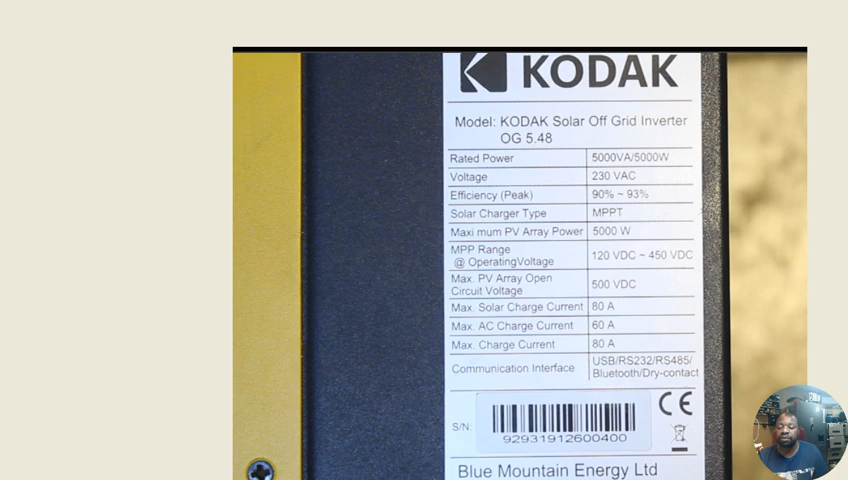 KODAK
Model: KODAK Solar Off Grid Inverter
OG 5.48
Rated Power 5000VA/5000W
Voltage 230 VAC
Efficiency (Peak) 90% ~ 93%
Solar Charger Type MPPT
Maxi mum PV Array Power 5000 W
MPP Range
@ OperatingVoltage 120 VDC ~ 450 VDC
Max. PV Array Open
Circuit Voltage 500 VDC
Max. Solar Charge Current 80 A
Max. AC Charge Current 60 A
Max. Charge Current 80 A
Communication Interface USB/RS232/RS485/
Bluetooth/Dry-contact
CE
S/N:
92931912600400
Blue Mountain Energy Ltd